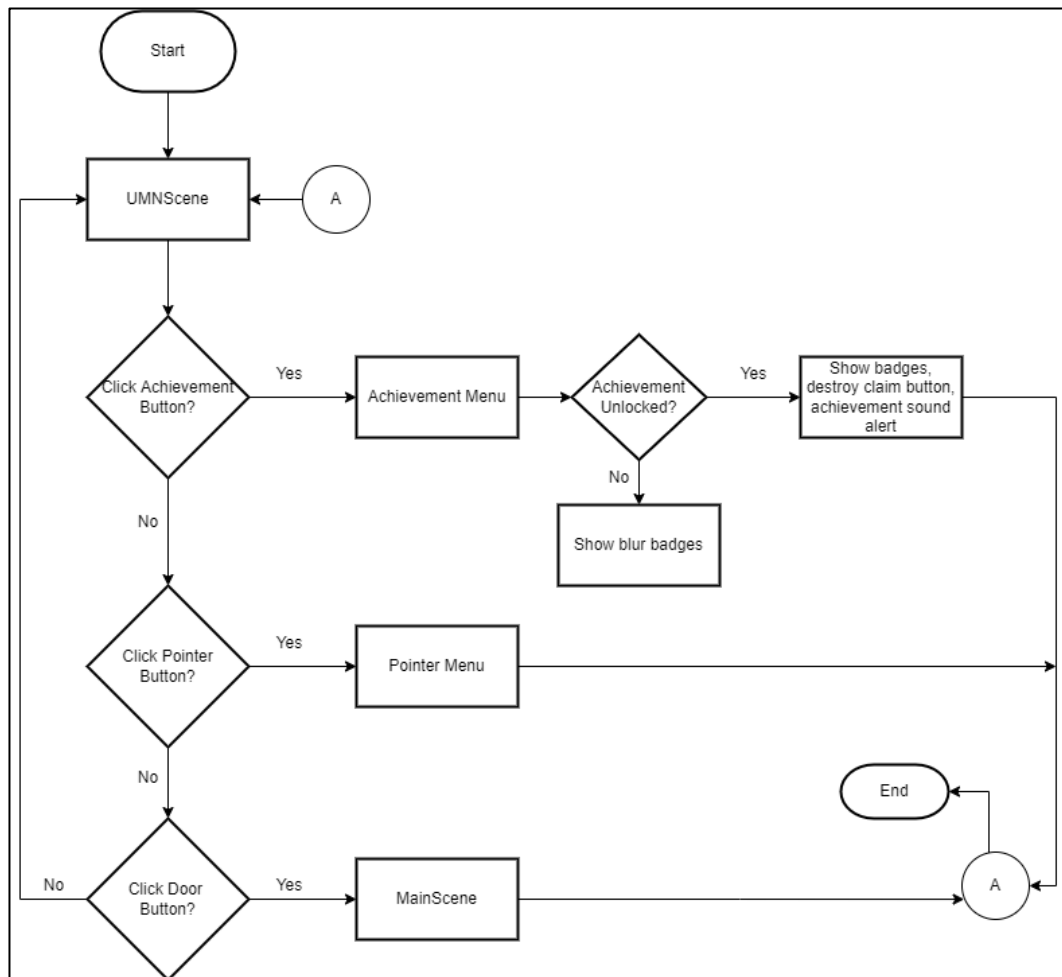 Start
UMNScene
A
Click Achievement
Button?
Yes
Achievement Menu
Achievement
Unlocked?
Yes
Show badges,
destroy claim button,
achievement sound
alert
No
Show blur badges
No
Click Pointer
Button?
Yes
Pointer Menu
No
End
No
Click Door
Button?
Yes
MainScene
A